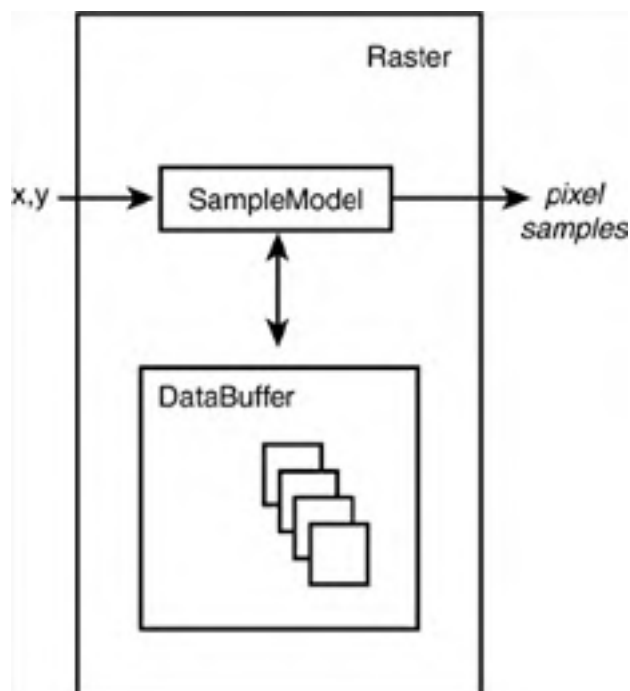 Raster
x,y
SampleModel
pixel
samples
DataBuffer